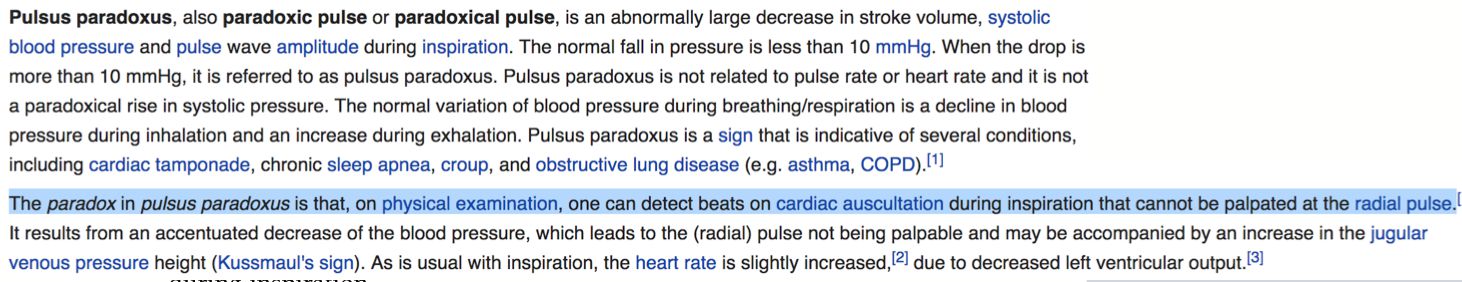 Pulsus paradoxus, also paradoxic pulse or paradoxical pulse, is an abnormally large decrease in stroke volume, systolic
blood pressure and pulse wave amplitude during inspiration. The normal fall in pressure is less than 10 mmHg. When the drop is
more than 10 mmHg, it is referred to as pulsus paradoxus. Pulsus paradoxus is not related to pulse rate or heart rate and it is not
a paradoxical rise in systolic pressure. The normal variation of blood pressure during breathing/respiration is a decline in blood
pressure during inhalation and an increase during exhalation. Pulsus paradoxus is a sign that is indicative of several conditions,
including cardiac tamponade, chronic sleep apnea, croup, and obstructive lung disease (e.g. asthma, COPD).[1]
The paradox in pulsus paradoxus is that, on physical examination, one can detect beats on cardiac auscultation during inspiration that cannot be palpated at the radial pulse.[
It results from an accentuated decrease of the blood pressure, which leads to the (radial) pulse not being palpable and may be accompanied by an increase in the jugular
venous pressure height (Kussmaul's sign). As is usual with inspiration, the heart rate is slightly increased,[2] due to decreased left ventricular output.[3]
during inspiration